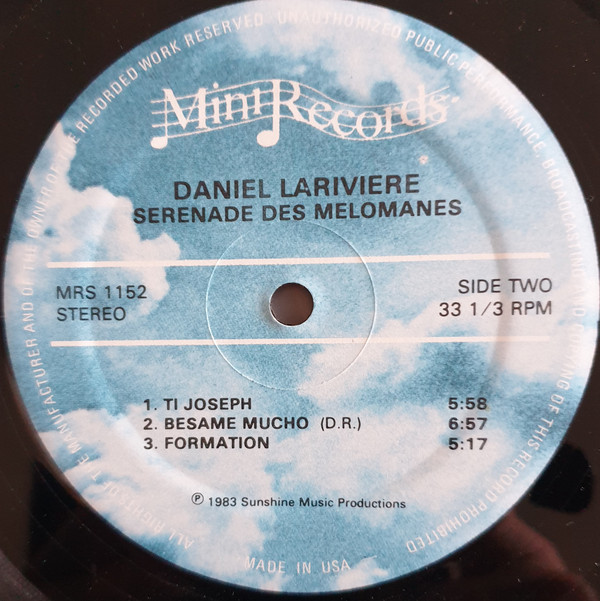 ALL RIGHTS OF THE MANUFACTURER AND OF THE OWNER OF THE RECORDED WORK RESERVED. UNAUTHORIZED PUBLIC PERFORMANCE, BROADCASTING AND COPYING OF THIS RECORD PROHIBITED
Mini Records
DANIEL LARIVIERE
SERENADE DES MELOMANES
MRS 1152 SIDE TWO
STEREO 33 1/3 RPM
1. TI JOSEPH 5:58
2. BESAME MUCHO (D.R.) 6:57
3. FORMATION 5:17
℗ 1983 Sunshine Music Productions
MADE IN USA